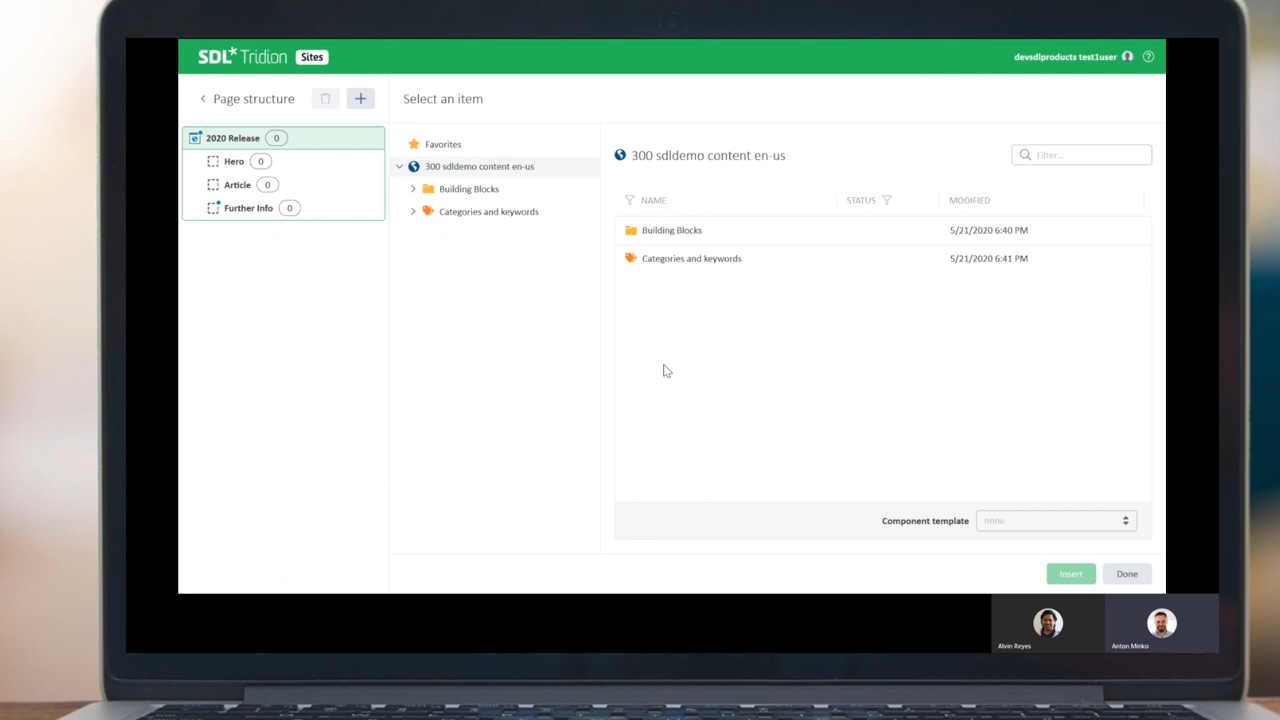 SDL* Tridion Sites
devsdlproducts test1user
Page structure
Select an item
2020 Release 0
Hero 0
Article 0
Further Info 0
Favorites
300 sdldemo content en-us
Building Blocks
Categories and keywords
300 sdldemo content en-us
Filter...
NAME STATUS MODIFIED
Building Blocks 5/21/2020 6:40 PM
Categories and keywords 5/21/2020 6:41 PM
Component template none
Insert Done
Alvin Reyes
Anton Minko